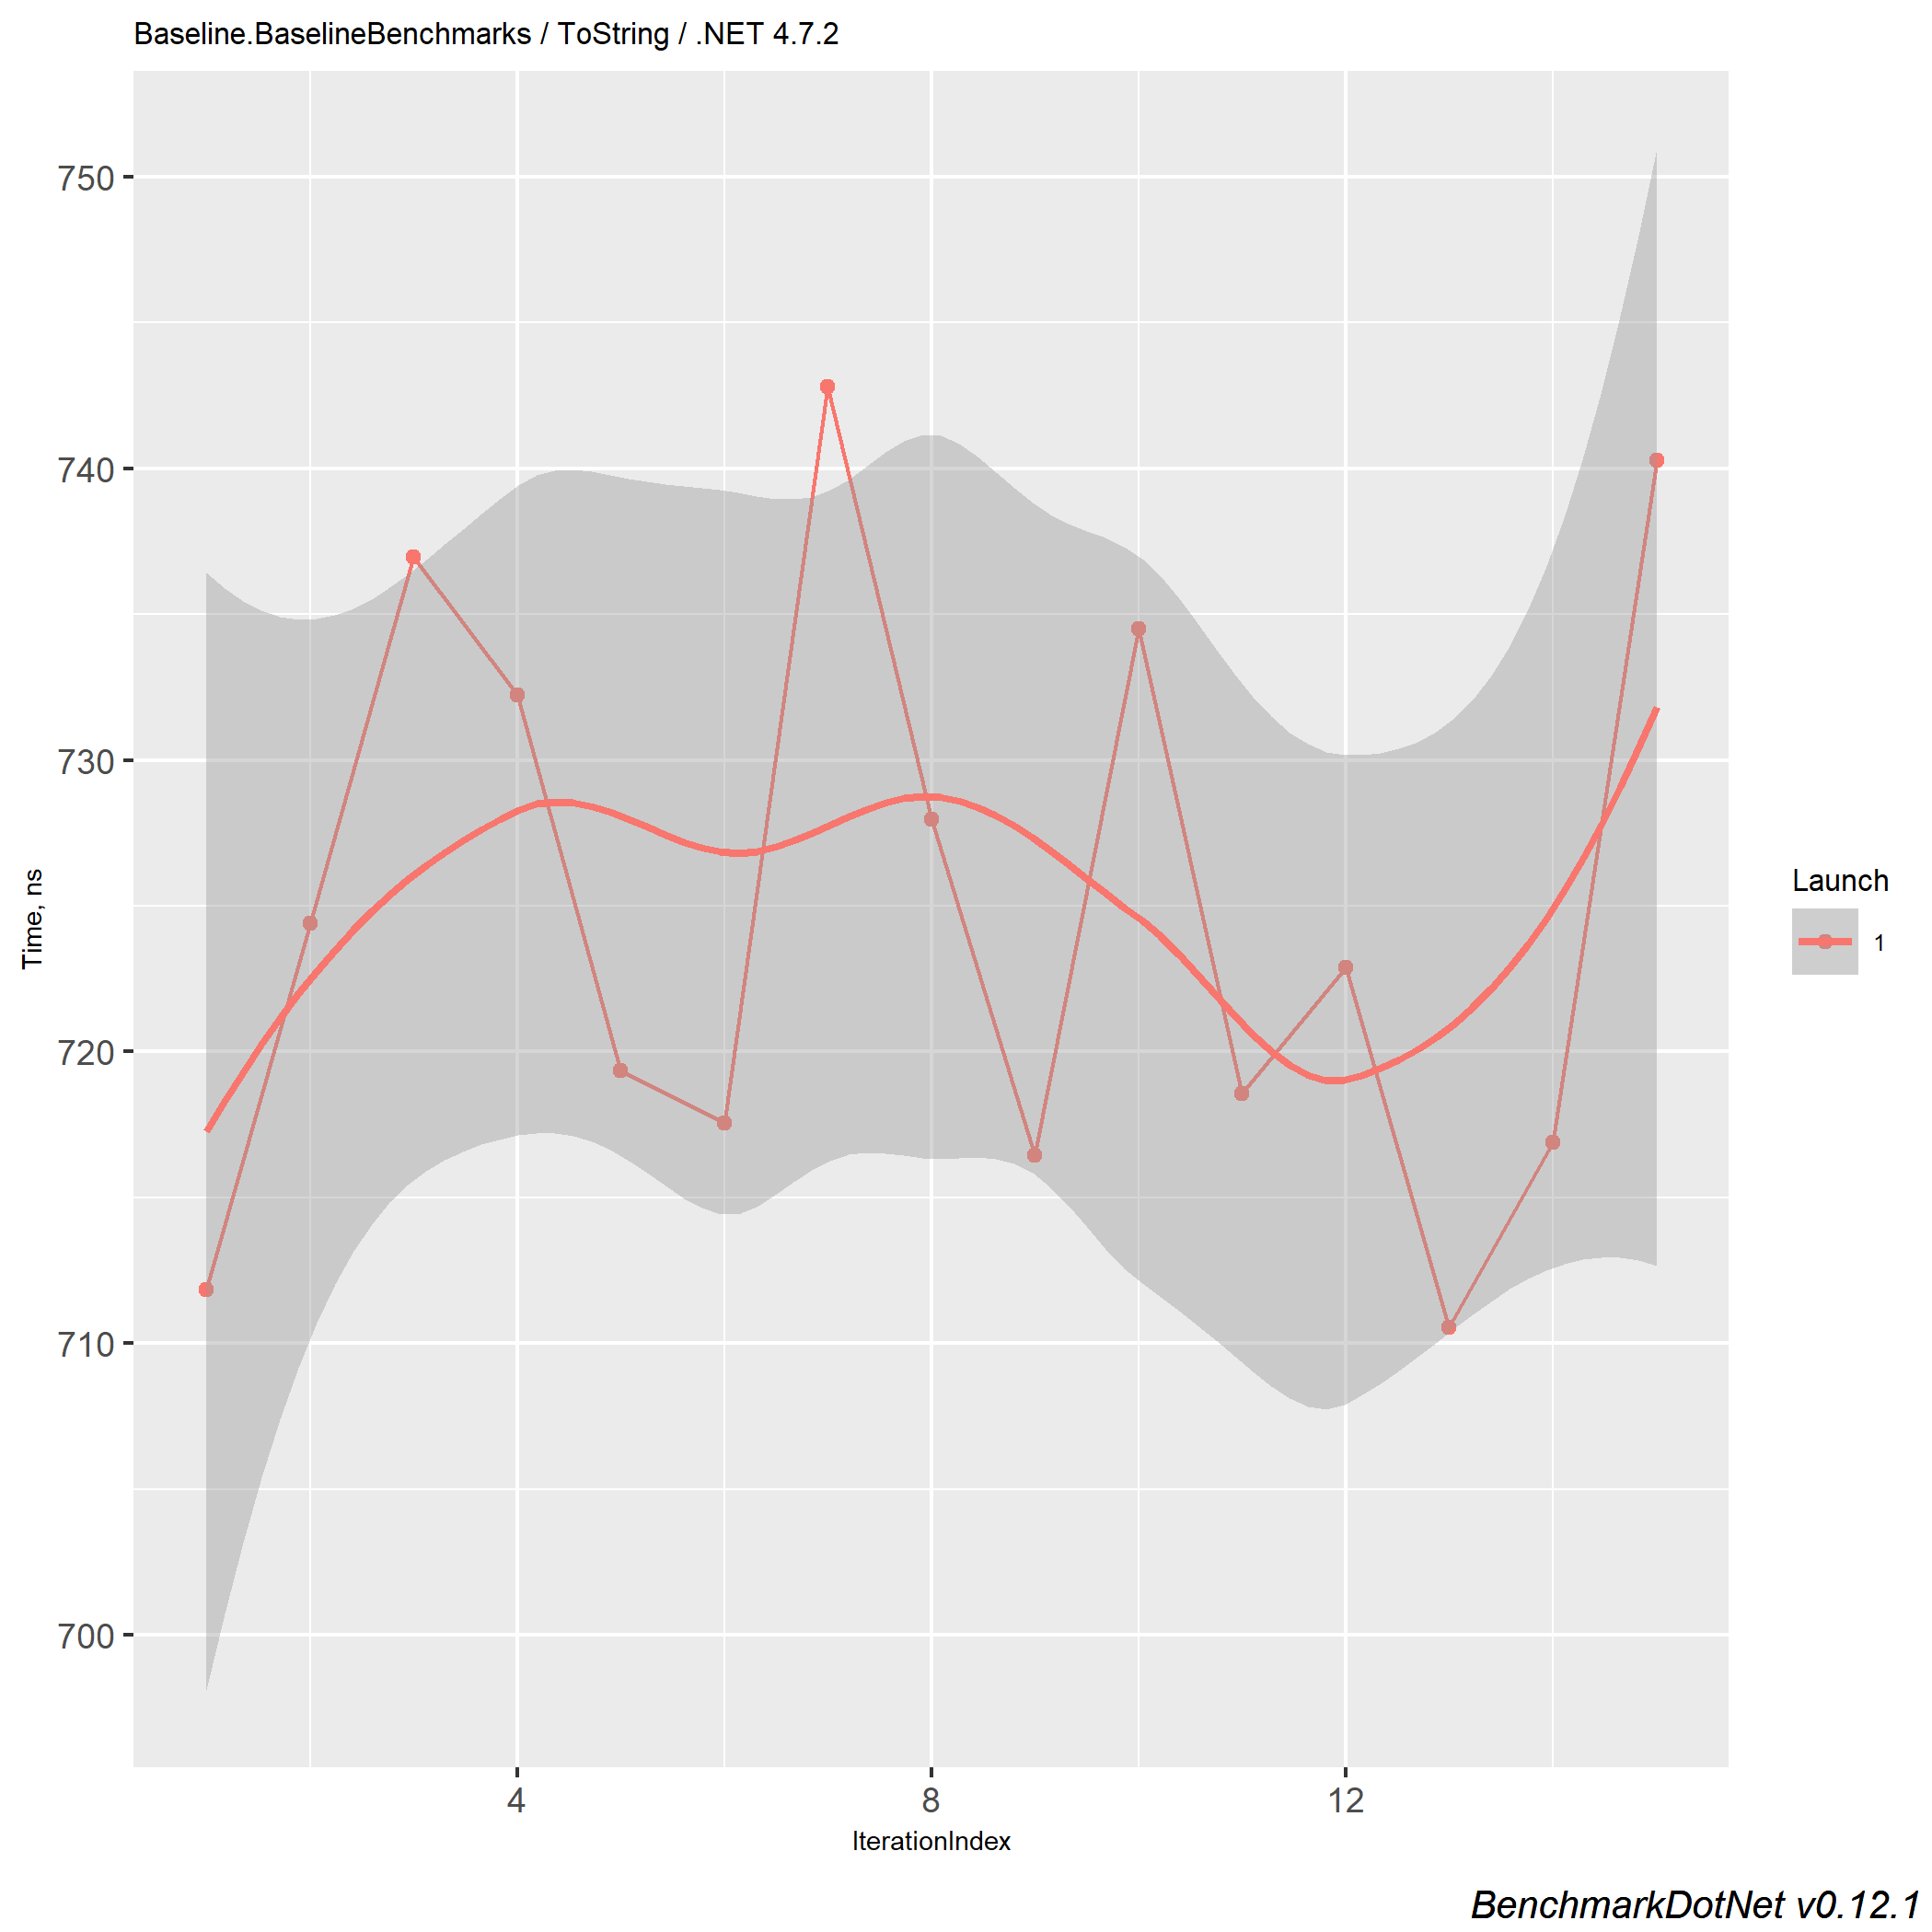 Baseline.BaselineBenchmarks / ToString / .NET 4.7.2
750
740
730
720
710
700
Time, ns
4 8 12
IterationIndex
Launch
1
BenchmarkDotNet v0.12.1